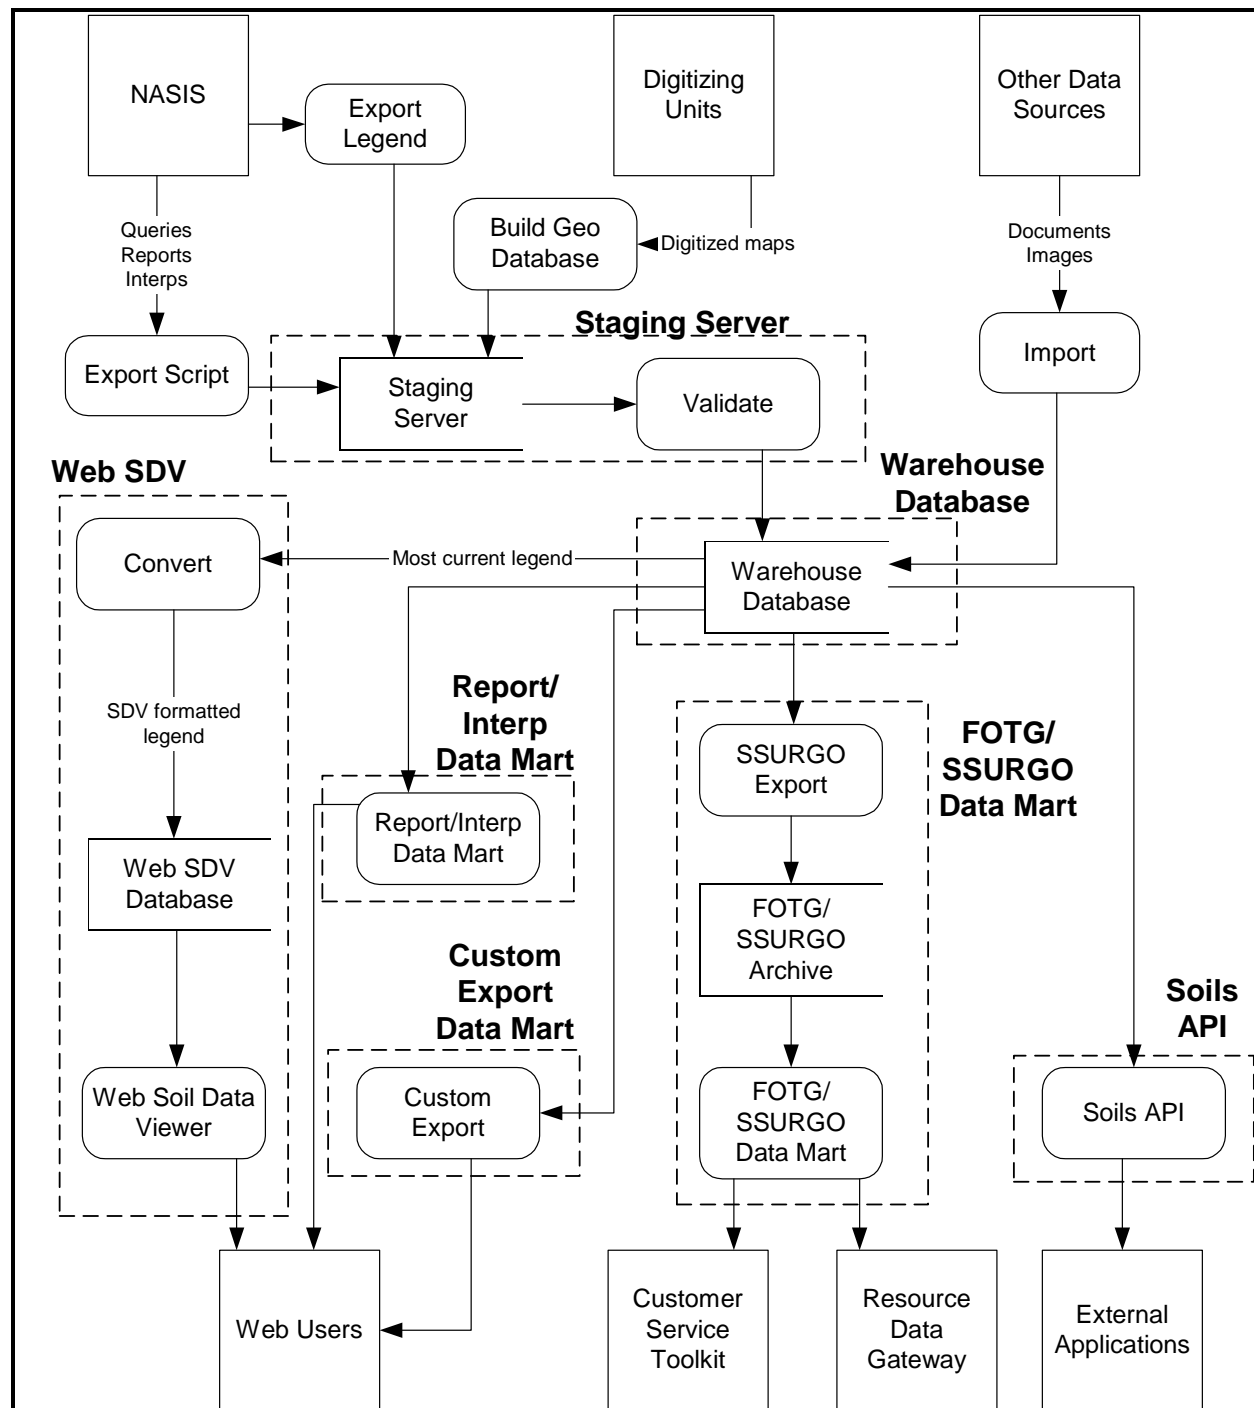 NASIS
Export
Legend
Digitizing
Units
Other Data
Sources
Queries
Reports
Interps
Build Geo
Database
Digitized maps
Documents
Images
Staging Server
Export Script
Staging
Server
Validate
Import
Web SDV
Warehouse
Database
Convert
Most current legend
Warehouse
Database
SDV formatted
legend
Report/
Interp
Data Mart
SSURGO
Export
FOTG/
SSURGO
Data Mart
Report/Interp
Data Mart
Web SDV
Database
FOTG/
SSURGO
Archive
Custom
Export
Data Mart
Soils
API
Web Soil Data
Viewer
Custom
Export
FOTG/
SSURGO
Data Mart
Soils API
Web Users
Customer
Service
Toolkit
Resource
Data
Gateway
External
Applications